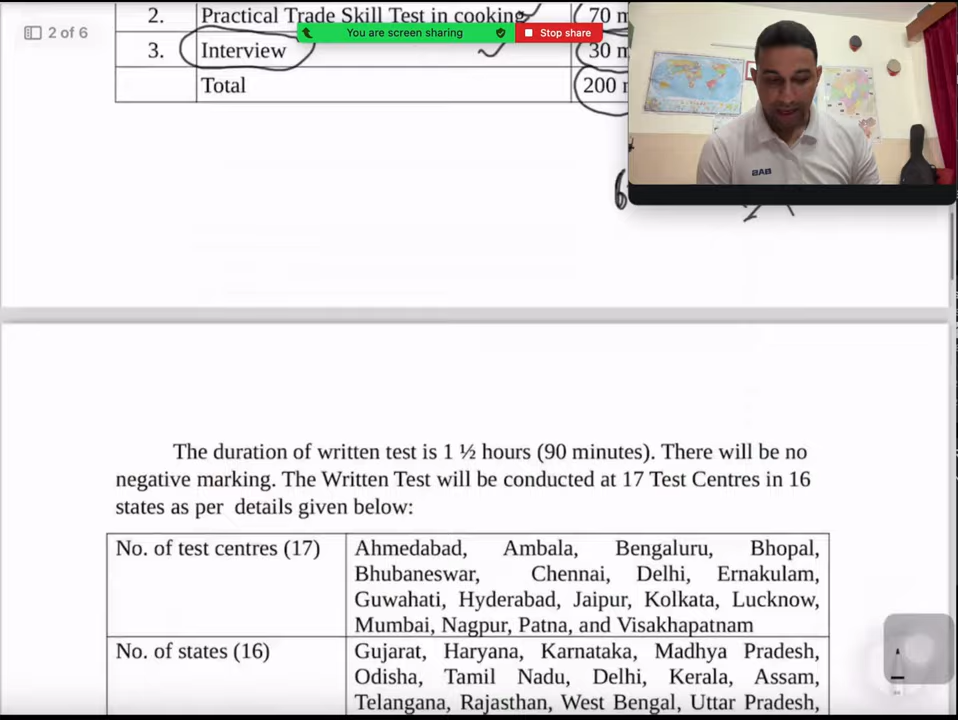 2 of 6
2. Practical Trade Skill Test in cooking 70 m
You are screen sharing
Stop share
3. Interview 30 m
Total 200 m
BAB
The duration of written test is 1 ½ hours (90 minutes). There will be no
negative marking. The Written Test will be conducted at 17 Test Centres in 16
states as per details given below:
No. of test centres (17) Ahmedabad, Ambala, Bengaluru, Bhopal,
Bhubaneswar, Chennai, Delhi, Ernakulam,
Guwahati, Hyderabad, Jaipur, Kolkata, Lucknow,
Mumbai, Nagpur, Patna, and Visakhapatnam
No. of states (16) Gujarat, Haryana, Karnataka, Madhya Pradesh,
Odisha, Tamil Nadu, Delhi, Kerala, Assam,
Telangana, Rajasthan, West Bengal, Uttar Pradesh,